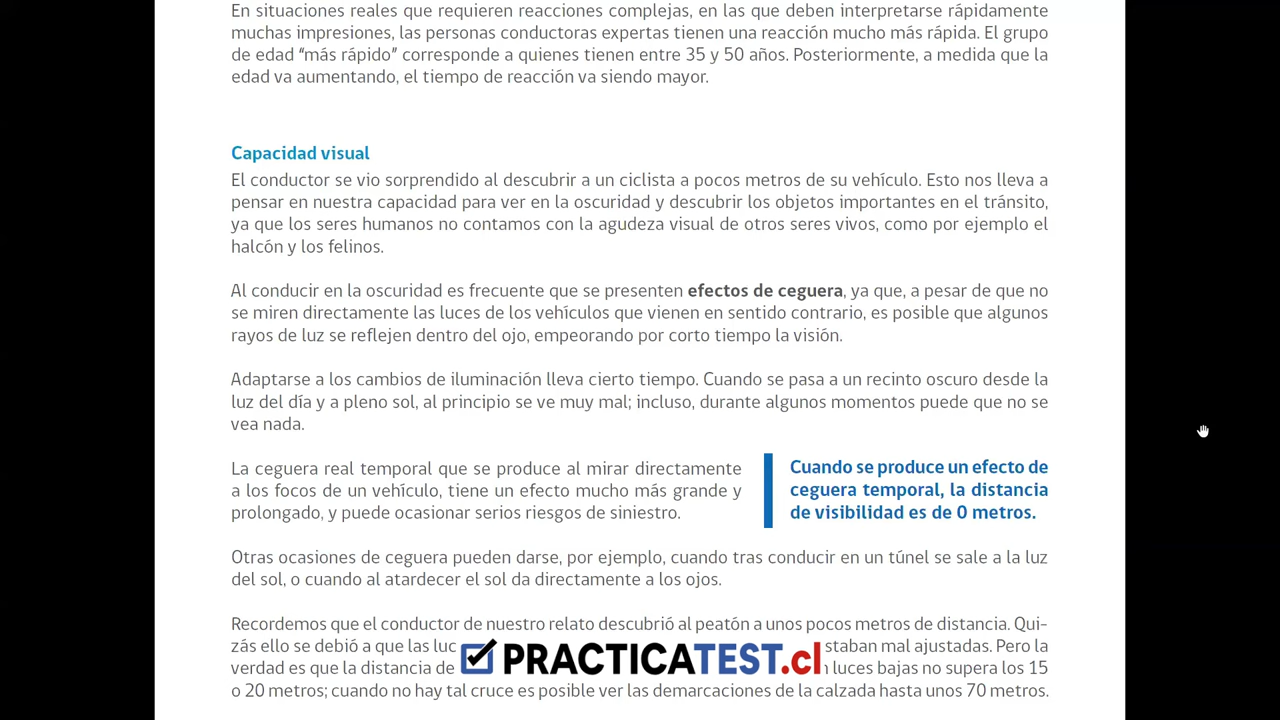 En situaciones reales que requieren reacciones complejas, en las que deben interpretarse rápidamente
muchas impresiones, las personas conductoras expertas tienen una reacción mucho más rápida. El grupo
de edad “más rápido” corresponde a quienes tienen entre 35 y 50 años. Posteriormente, a medida que la
edad va aumentando, el tiempo de reacción va siendo mayor.
Capacidad visual
El conductor se vio sorprendido al descubrir a un ciclista a pocos metros de su vehículo. Esto nos lleva a
pensar en nuestra capacidad para ver en la oscuridad y descubrir los objetos importantes en el tránsito,
ya que los seres humanos no contamos con la agudeza visual de otros seres vivos, como por ejemplo el
halcón y los felinos.
Al conducir en la oscuridad es frecuente que se presenten efectos de ceguera, ya que, a pesar de que no
se miren directamente las luces de los vehículos que vienen en sentido contrario, es posible que algunos
rayos de luz se reflejen dentro del ojo, empeorando por corto tiempo la visión.
Adaptarse a los cambios de iluminación lleva cierto tiempo. Cuando se pasa a un recinto oscuro desde la
luz del día y a pleno sol, al principio se ve muy mal; incluso, durante algunos momentos puede que no se
vea nada.
La ceguera real temporal que se produce al mirar directamente
a los focos de un vehículo, tiene un efecto mucho más grande y
prolongado, y puede ocasionar serios riesgos de siniestro.
Cuando se produce un efecto de
ceguera temporal, la distancia
de visibilidad es de 0 metros.
Otras ocasiones de ceguera pueden darse, por ejemplo, cuando tras conducir en un túnel se sale a la luz
del sol, o cuando al atardecer el sol da directamente a los ojos.
Recordemos que el conductor de nuestro relato descubrió al peatón a unos pocos metros de distancia. Qui-
zás ello se debió a que las luc staban mal ajustadas. Pero la
verdad es que la distancia de n luces bajas no supera los 15
o 20 metros; cuando no hay tal cruce es posible ver las demarcaciones de la calzada hasta unos 70 metros.
PRACTICATEST.cl